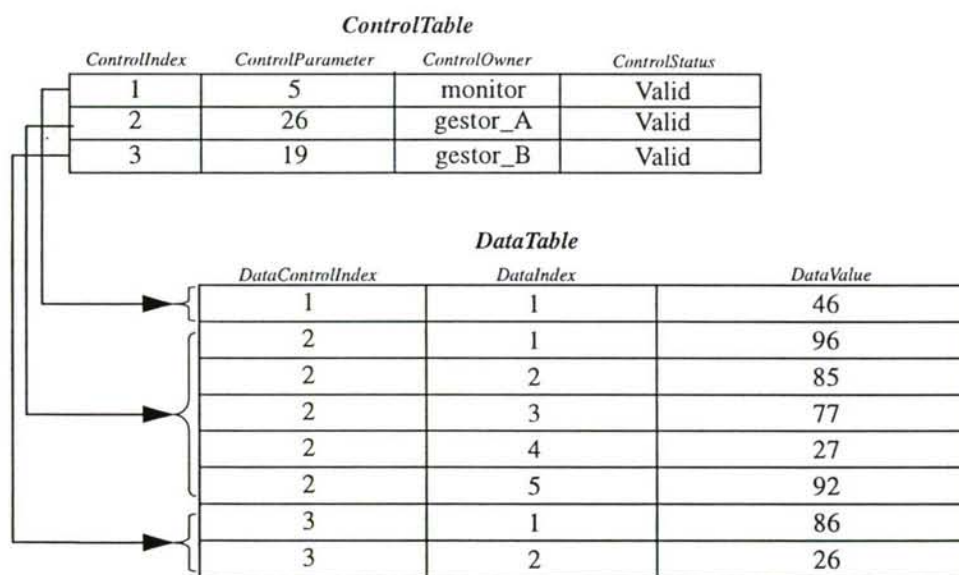 ControlTable
ControlIndex ControlParameter ControlOwner ControlStatus
1 5 monitor Valid
2 26 gestor_A Valid
3 19 gestor_B Valid
DataTable
DataControlIndex DataIndex DataValue
1 1 46
2 1 96
2 2 85
2 3 77
2 4 27
2 5 92
3 1 86
3 2 26